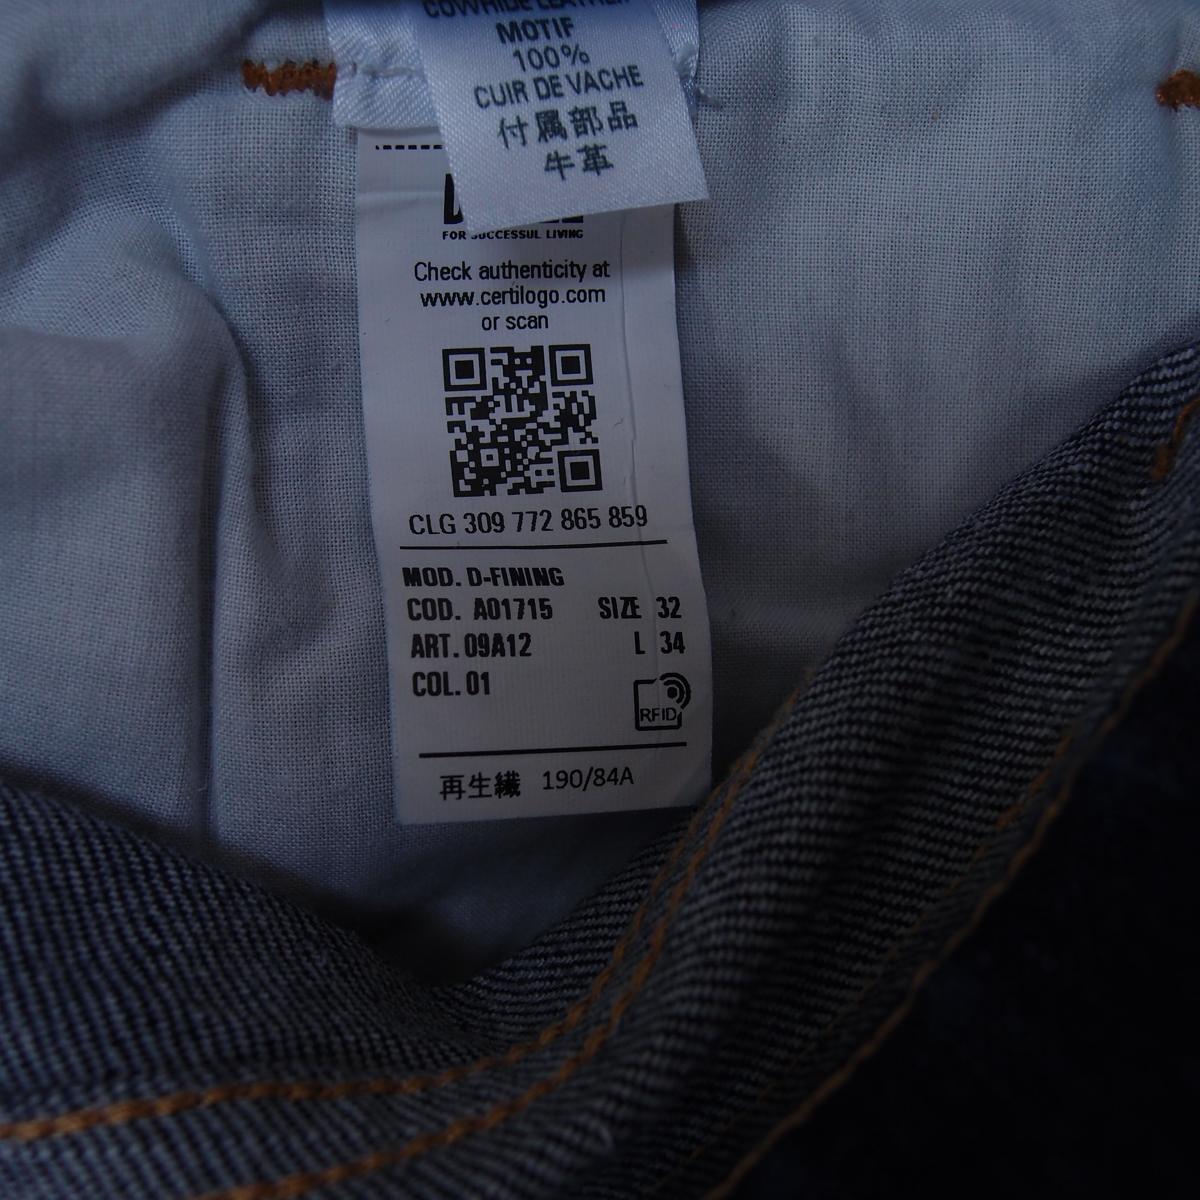 COWHIDE LEATHER
MOTIF
100%
CUIR DE VACHE
付属部品
牛革
FOR SUCCESSUL LIVING
Check authenticity at
www.certilogo.com
or scan
CLG 309 772 865 859
MOD. D-FINING
COD. A01715 SIZE 32
ART. 09A12 L 34
COL. 01
RFID
再生繊 190/84A